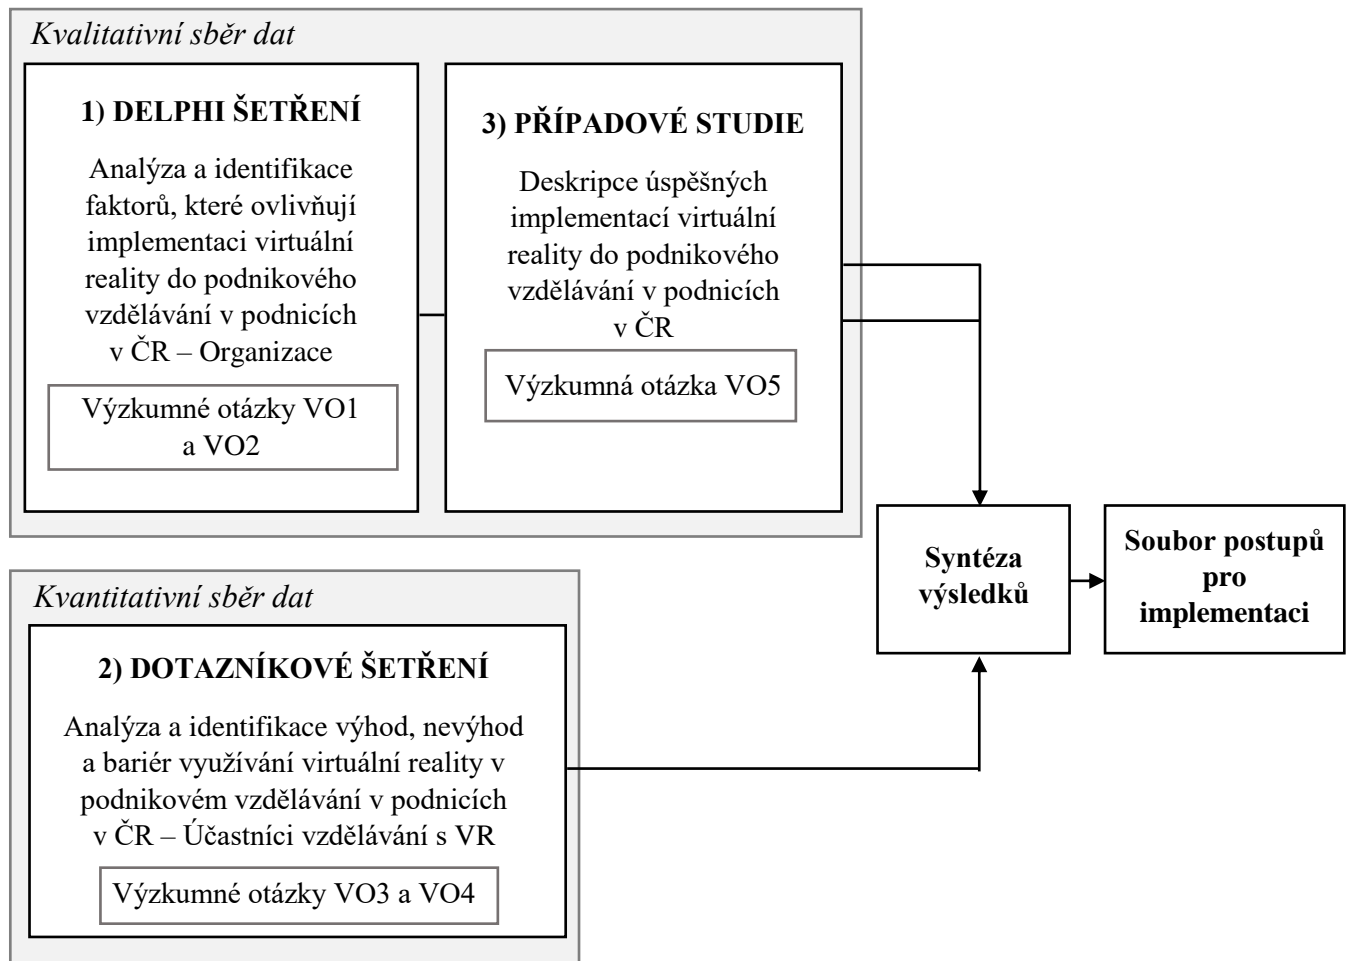 Kvalitativní sběr dat
1) DELPHI ŠETŘENÍ
Analýza a identifikace
faktorů, které ovlivňují
implementaci virtuální
reality do podnikového
vzdělávání v podnicích
v ČR – Organizace
Výzkumné otázky VO1
a VO2
3) PŘÍPADOVÉ STUDIE
Deskripce úspěšných
implementací virtuální
reality do podnikového
vzdělávání v podnicích
v ČR
Výzkumná otázka VO5
Kvantitativní sběr dat
2) DOTAZNÍKOVÉ ŠETŘENÍ
Analýza a identifikace výhod, nevýhod
a bariér využívání virtuální reality v
podnikovém vzdělávání v podnicích
v ČR – Účastníci vzdělávání s VR
Výzkumné otázky VO3 a VO4
Syntéza
výsledků
Soubor postupů
pro
implementaci